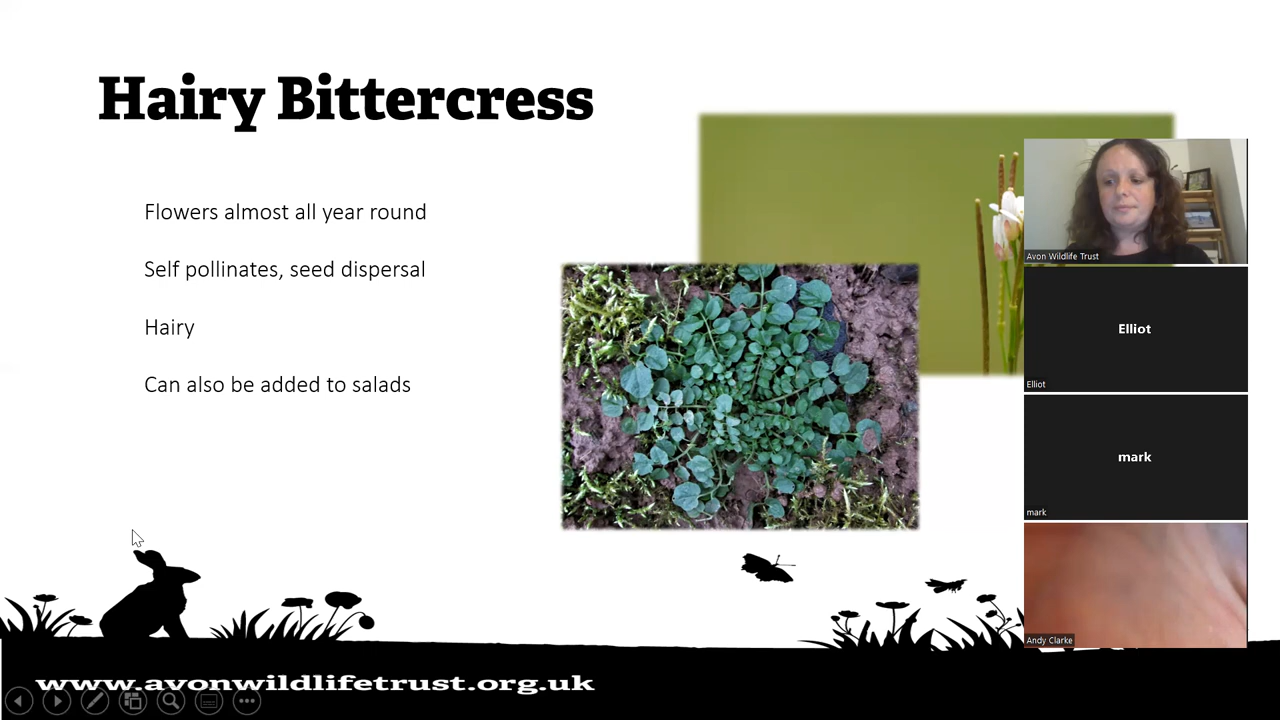 Hairy Bittercress
Flowers almost all year round
Self pollinates, seed dispersal
Hairy
Can also be added to salads
Avon Wildlife Trust
Elliot
Elliot
mark
mark
Andy Clarke
www.avonwildlifetrust.org.uk